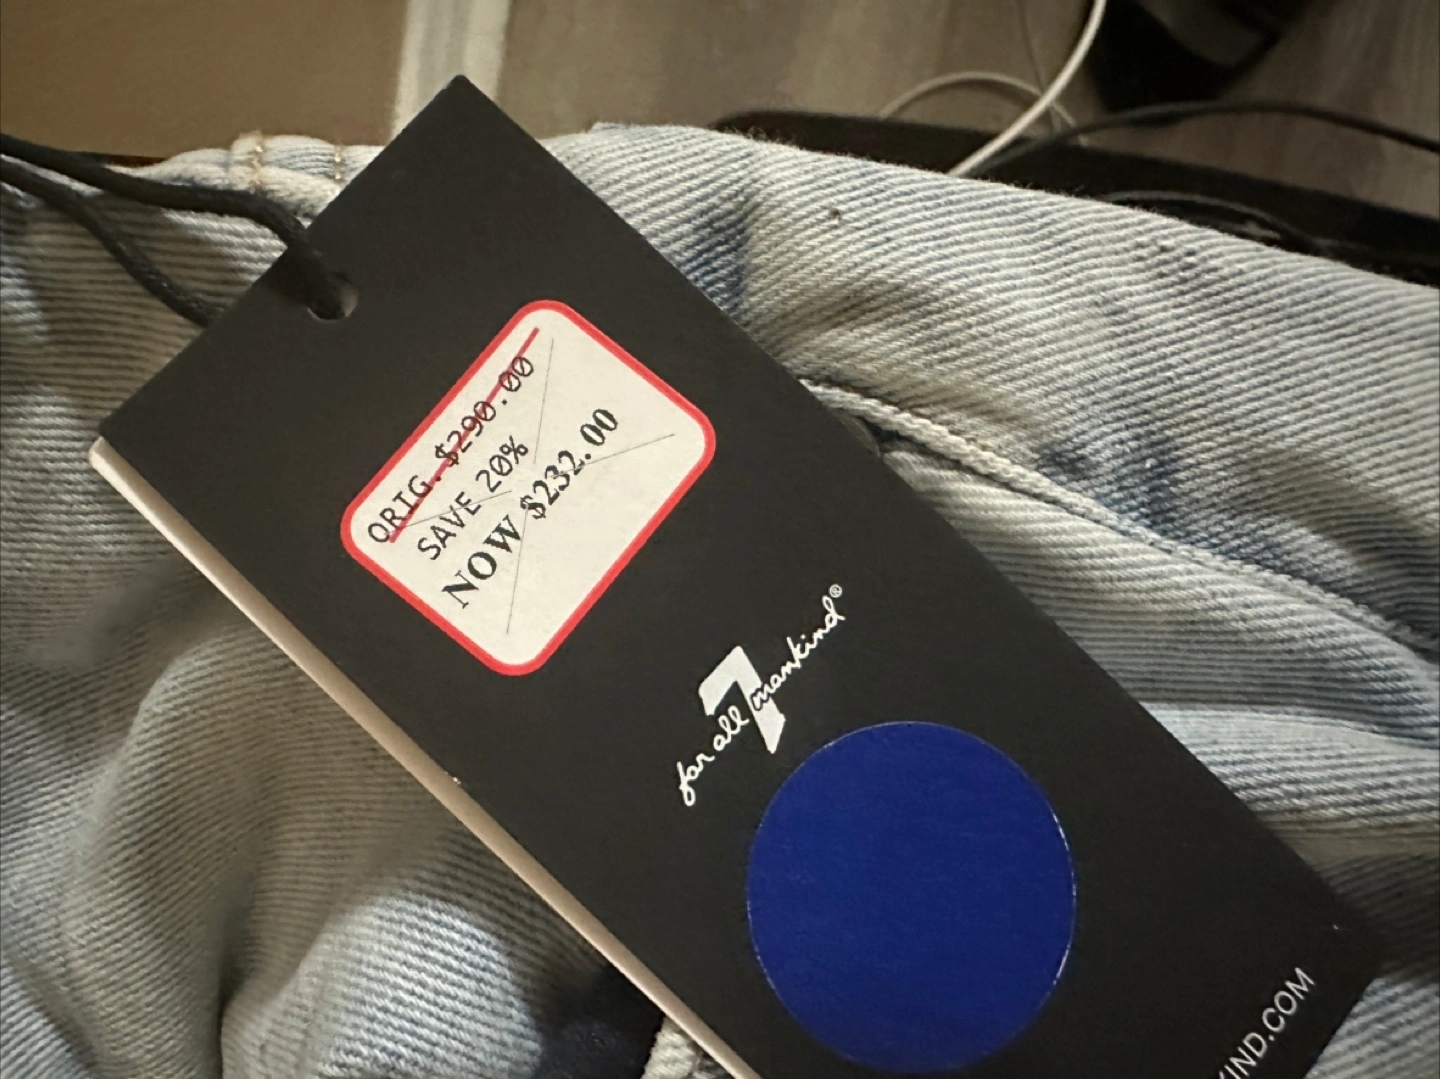 ORIG. $290.00
SAVE 20%
NOW $232.00
7
for all mankind®
KIND.COM